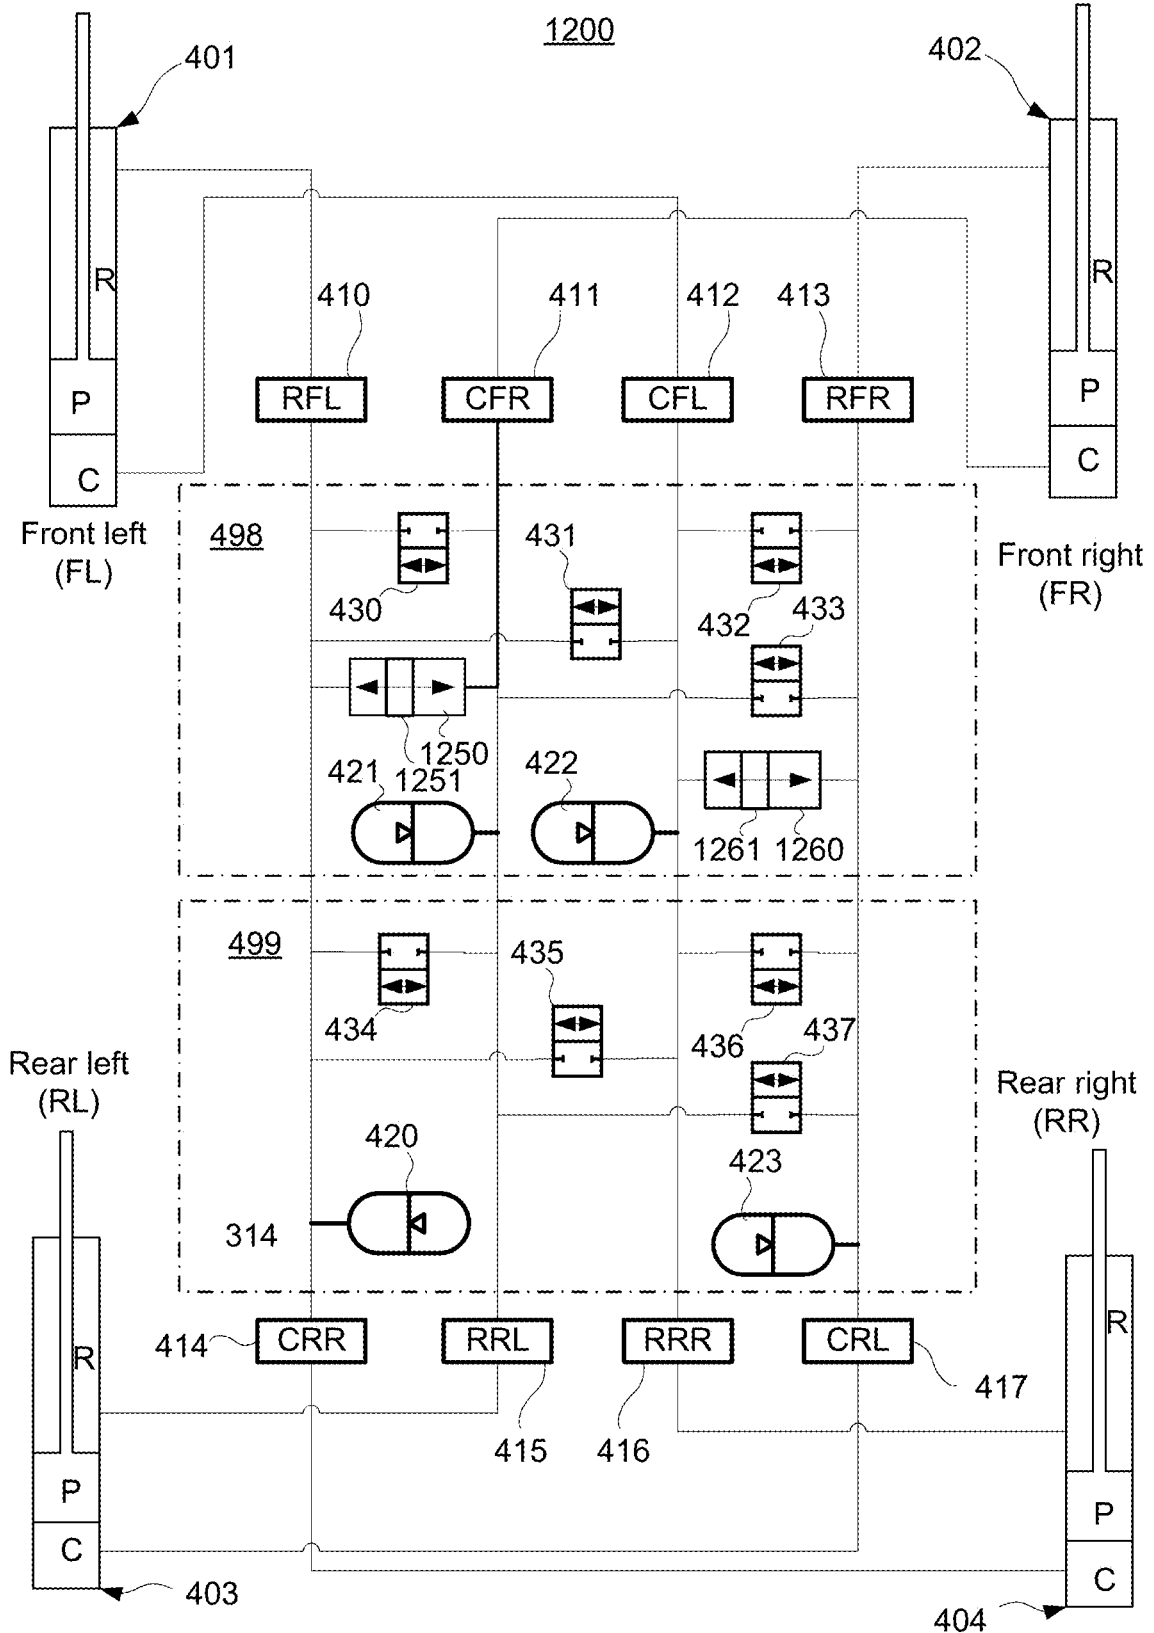 1200
401
402
R
R
410
411
412
413
P
P
RFL
CFR
CFL
RFR
C
C
Front left
(FL)
498
431
Front right
(FR)
430
432
433
1250
1251
421
422
1261
1260
499
435
434
436
437
Rear left
(RL)
Rear right
(RR)
420
423
314
414
CRR
RRL
RRR
CRL
R
R
417
415
416
P
P
C
C
403
404